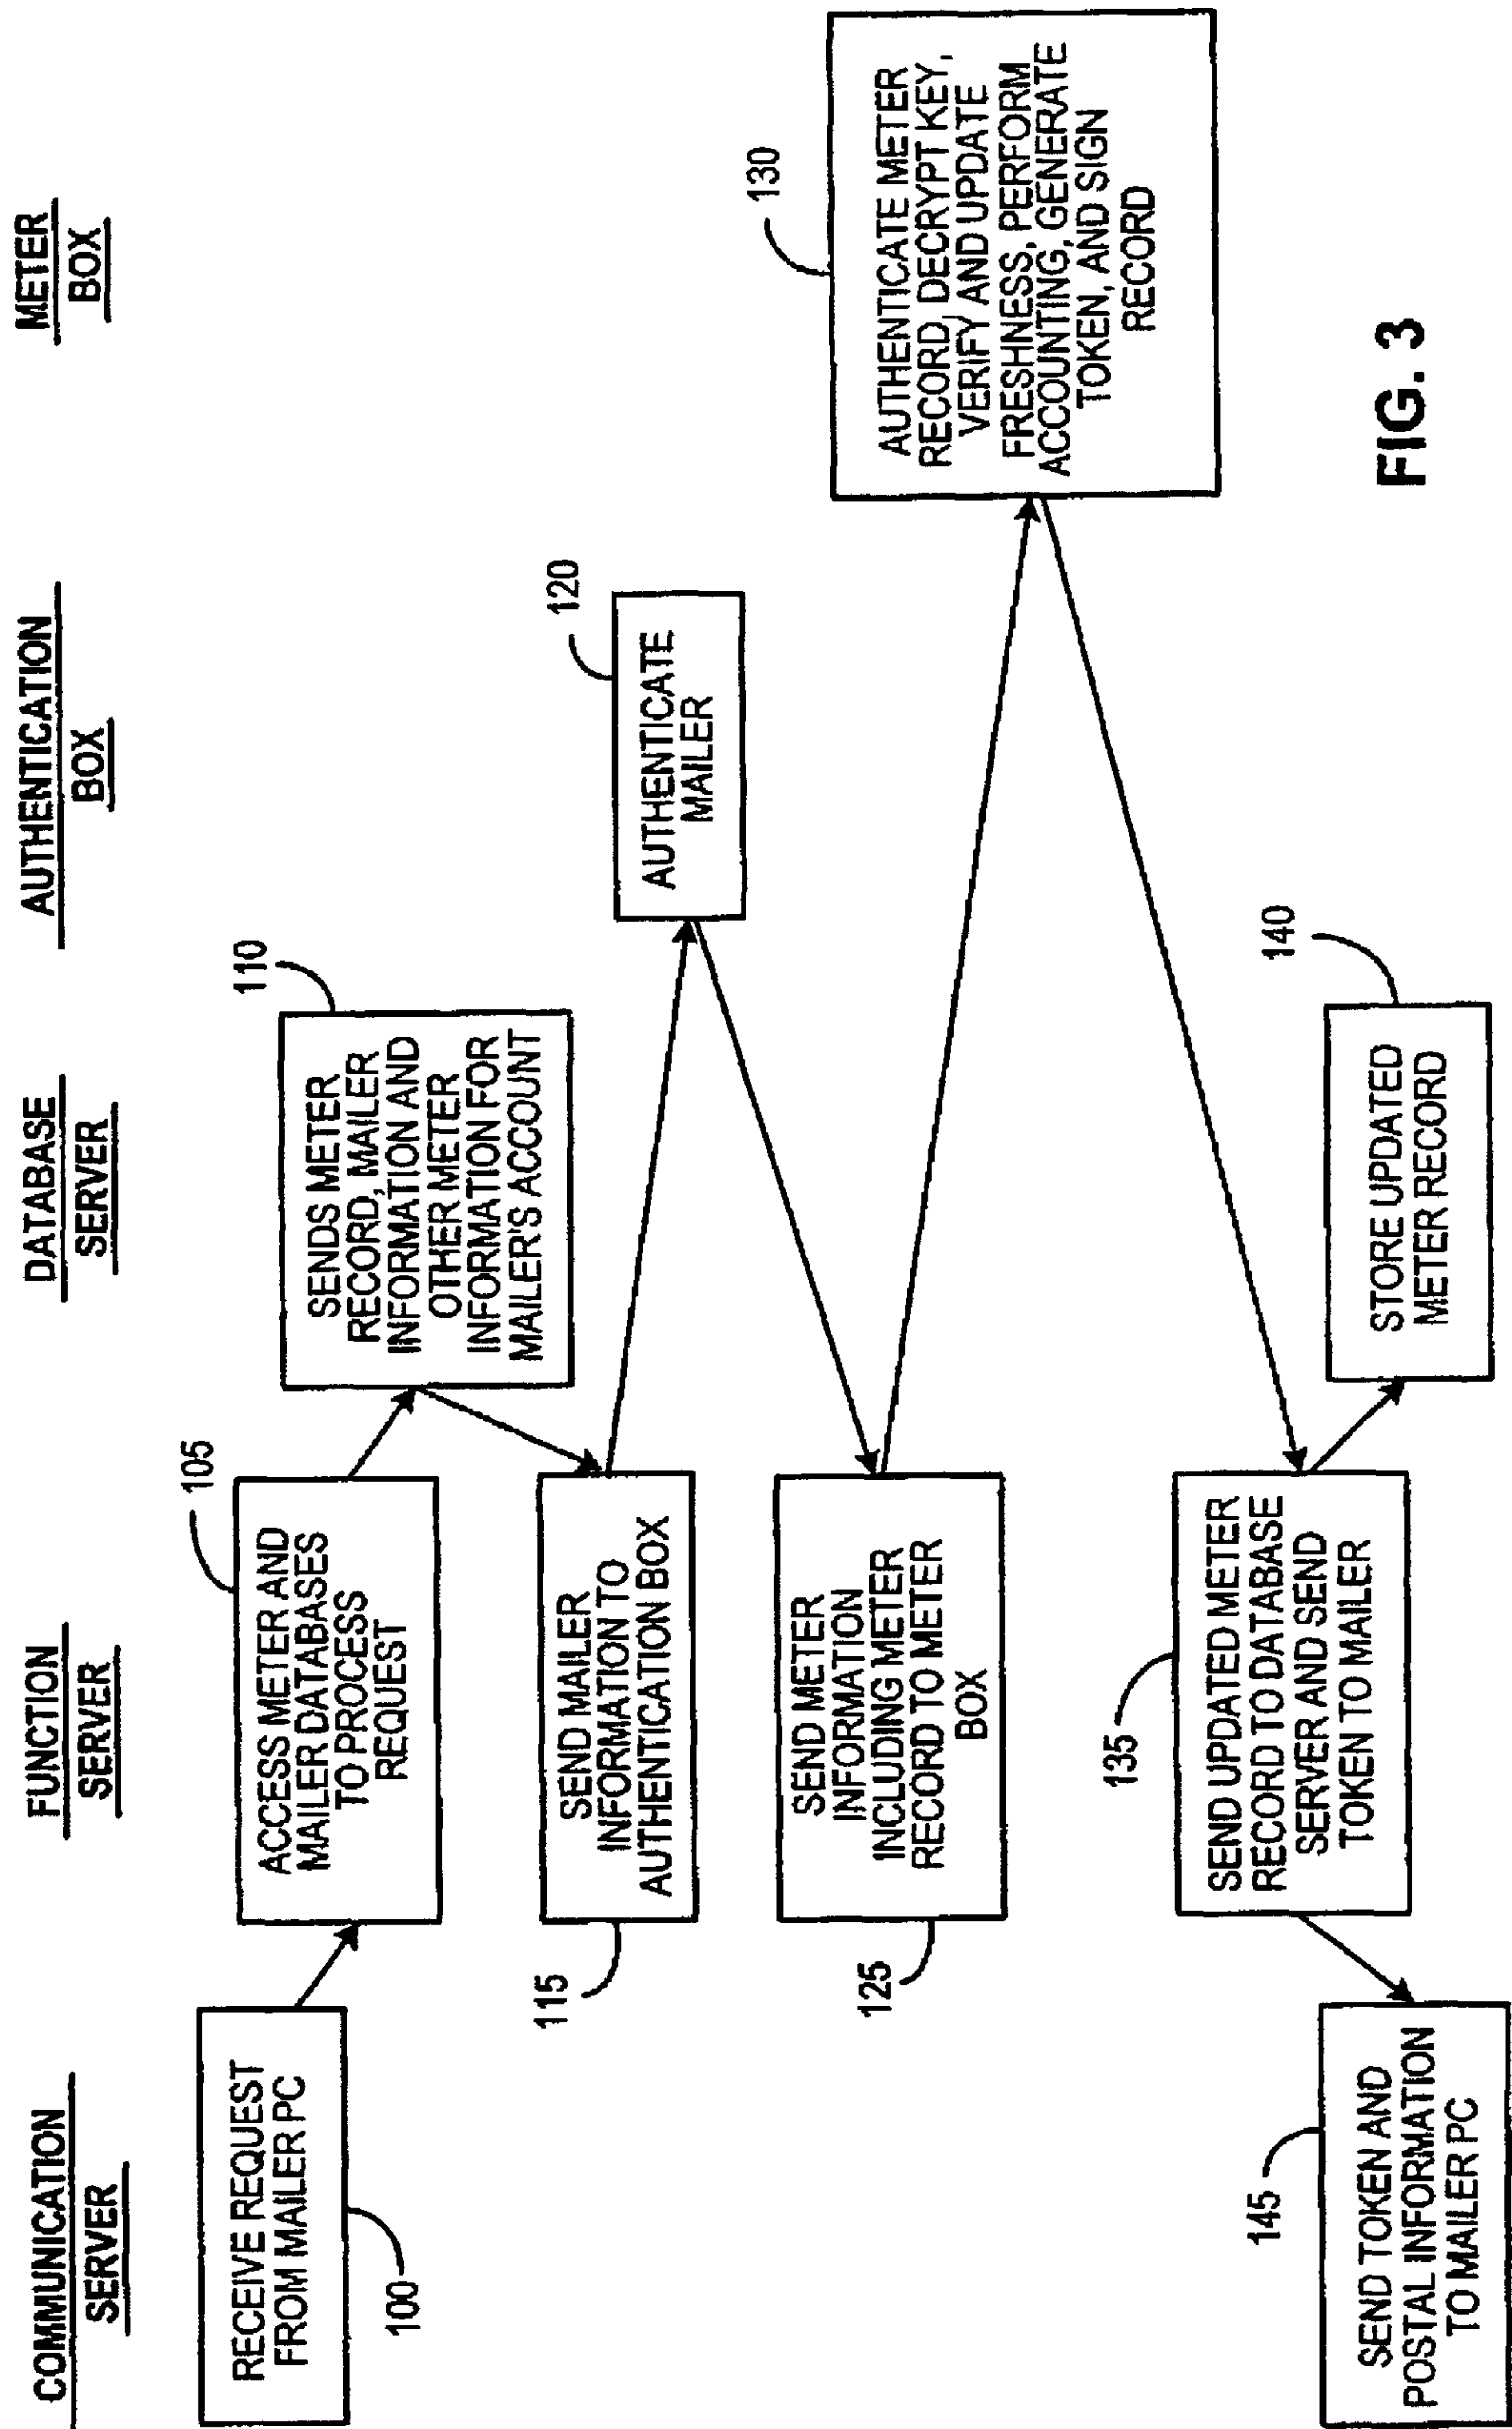 COMMUNICATION
SERVER
FUNCTION
SERVER
DATABASE
SERVER
AUTHENTICATION
BOX
METER
BOX
RECEIVE REQUEST
FROM MAILER PC
100
105
ACCESS METER AND
MAILER DATABASES
TO PROCESS
REQUEST
110
SENDS METER
RECORD, MAILER
INFORMATION AND
OTHER METER
INFORMATION FOR
MAILER'S ACCOUNT
115
SEND MAILER
INFORMATION TO
AUTHENTICATION BOX
120
AUTHENTICATE
MAILER
125
SEND METER
INFORMATION
INCLUDING METER
RECORD TO METER
BOX
130
AUTHENTICATE METER
RECORD, DECRYPT KEY,
VERIFY AND UPDATE
FRESHNESS, PERFORM
ACCOUNTING, GENERATE
TOKEN, AND SIGN
RECORD
135
SEND UPDATED METER
RECORD TO DATABASE
SERVER AND SEND
TOKEN TO MAILER
140
STORE UPDATED
METER RECORD
145
SEND TOKEN AND
POSTAL INFORMATION
TO MAILER PC
FIG. 3